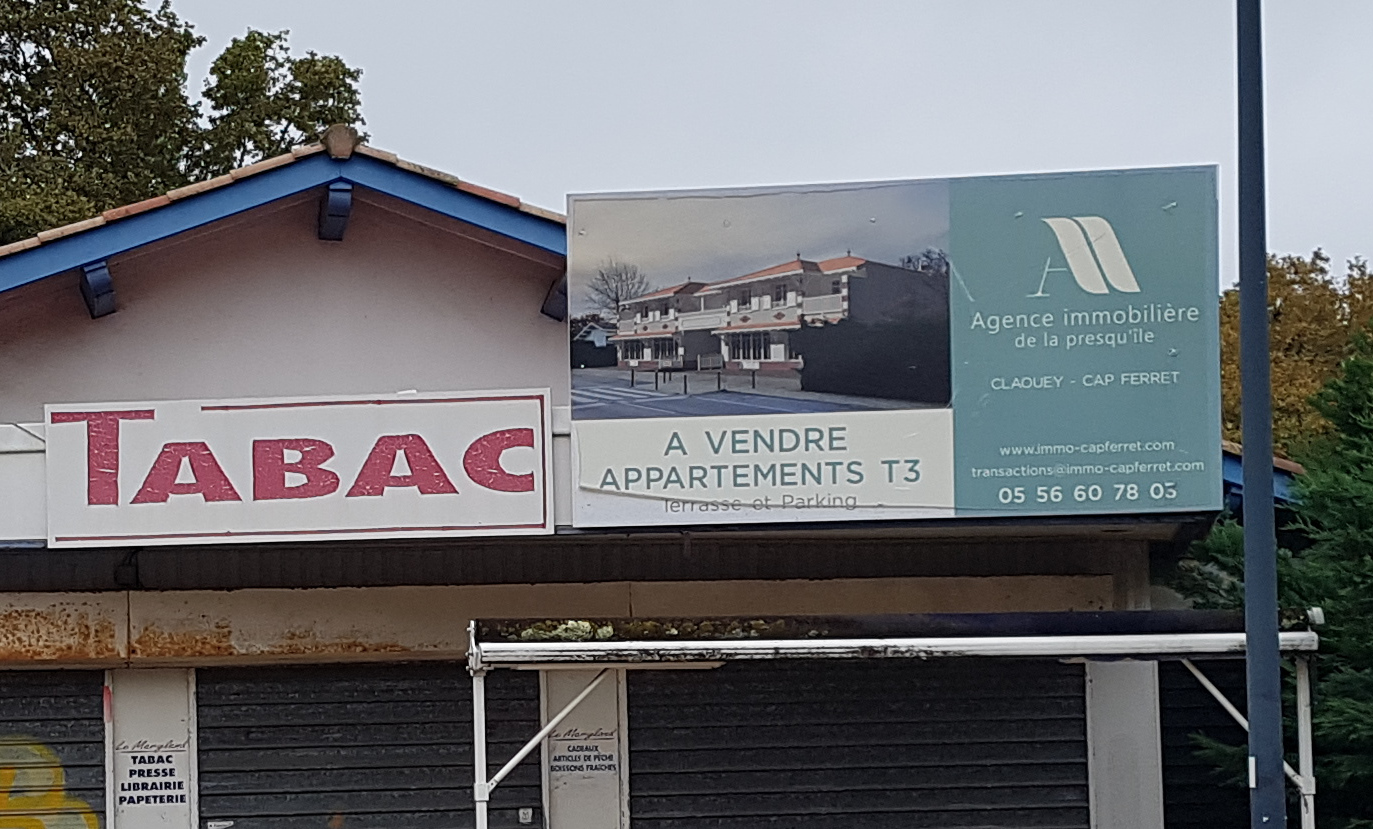 TABAC
A VENDRE
APPARTEMENTS T3
Terrasse et Parking
Agence immobilière
de la presqu'île
CLAOUEY - CAP FERRET
www.immo-capferret.com
transactions@immo-capferret.com
05 56 60 78 05
Le Maryland
TABAC
PRESSE
LIBRAIRIE
PAPETERIE
Le Maryland
CADEAUX
ARTICLES DE PÊCHE
BOISSONS FRAÎCHES